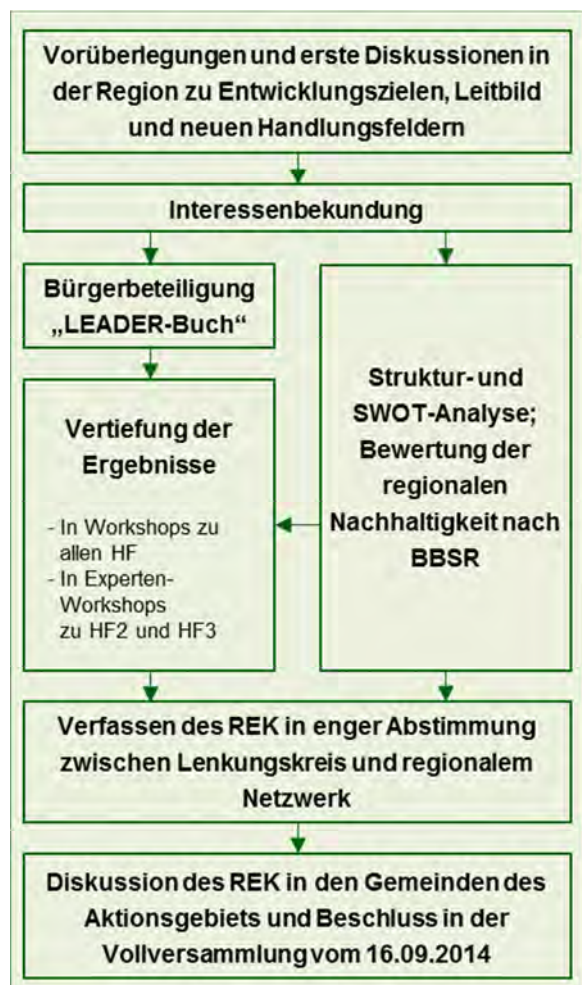 Vorüberlegungen und erste Diskussionen in
der Region zu Entwicklungszielen, Leitbild
und neuen Handlungsfeldern
Interessenbekundung
Bürgerbeteiligung
„LEADER-Buch“
Vertiefung der
Ergebnisse
- In Workshops zu
allen HF
- In Experten-
Workshops
zu HF2 und HF3
Struktur- und
SWOT-Analyse;
Bewertung der
regionalen
Nachhaltigkeit nach
BBSR
Verfassen des REK in enger Abstimmung
zwischen Lenkungskreis und regionalem
Netzwerk
Diskussion des REK in den Gemeinden des
Aktionsgebiets und Beschluss in der
Vollversammlung vom 16.09.2014